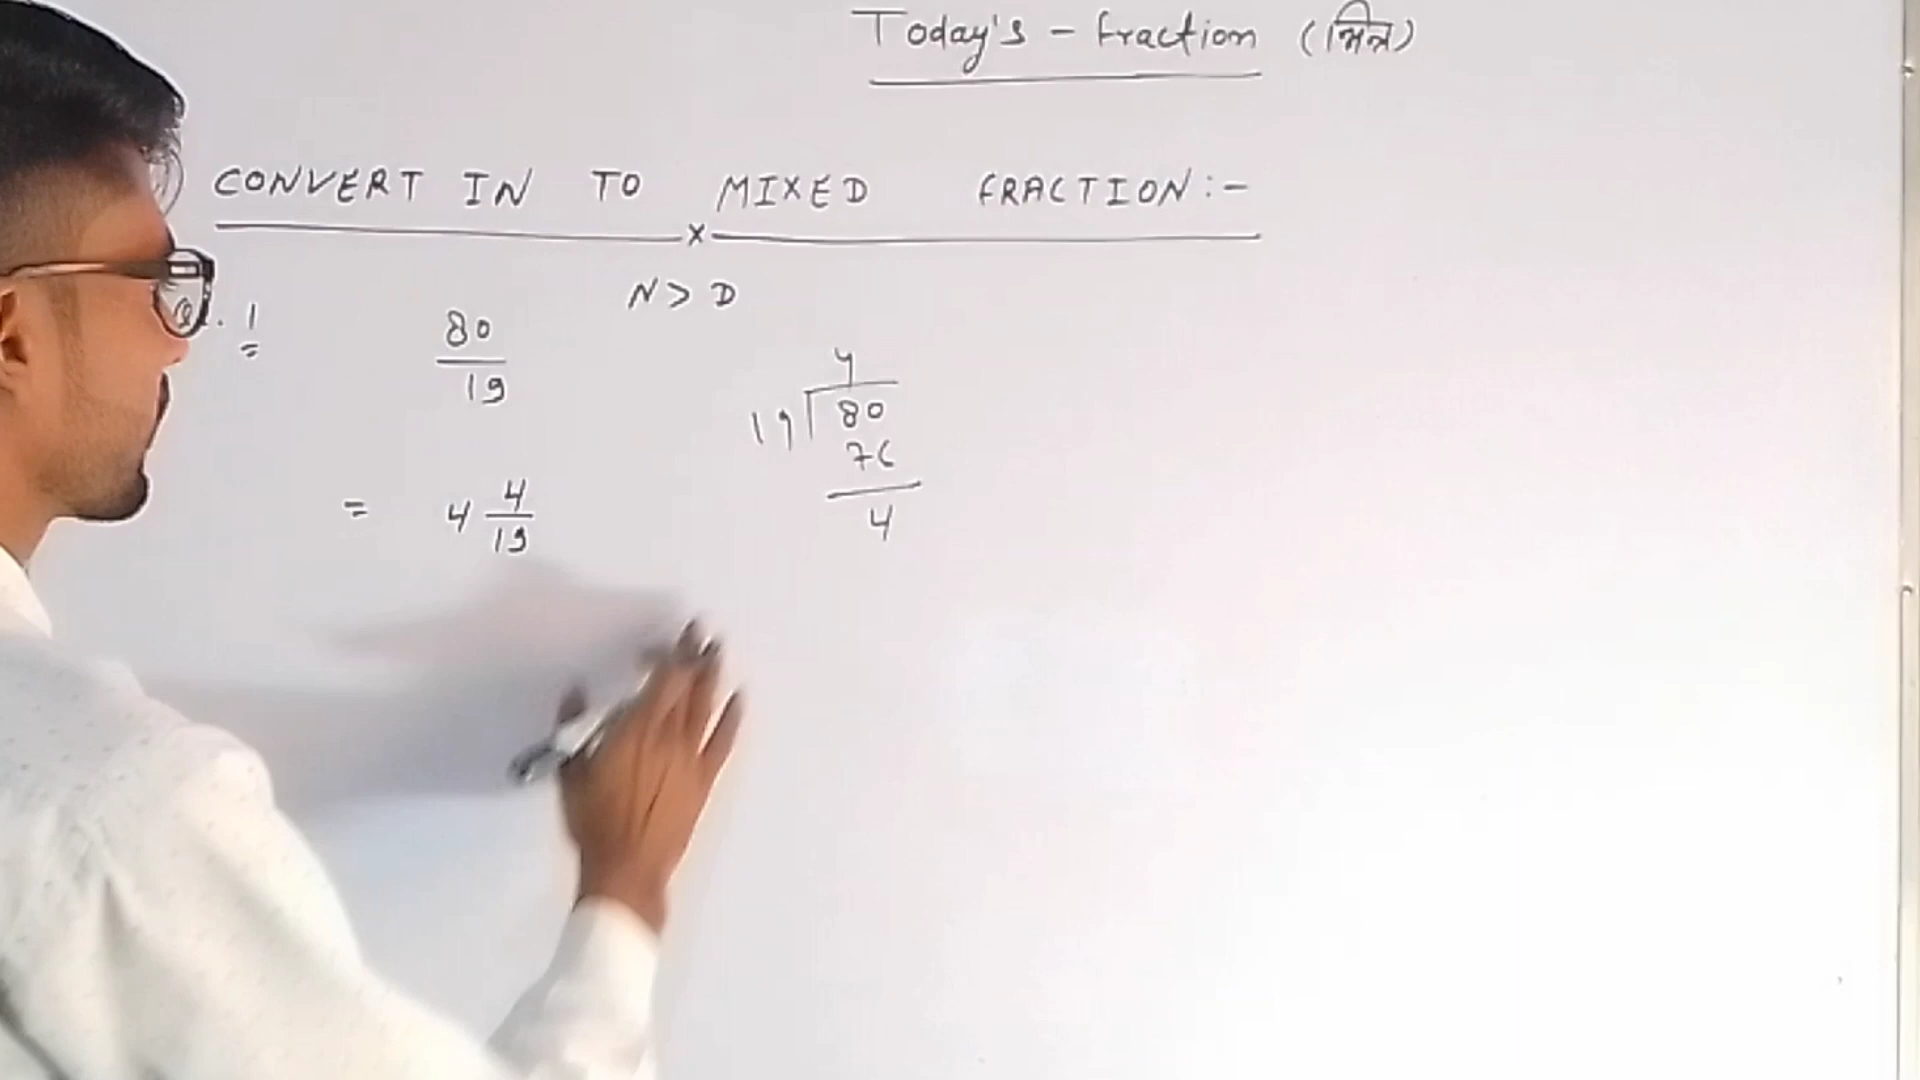 Today's - fraction (भिन्न)
CONVERT IN TO MIXED FRACTION:-
x
N > D
Q. 1
80
19
4
19 80
76
4
= 4 4
19